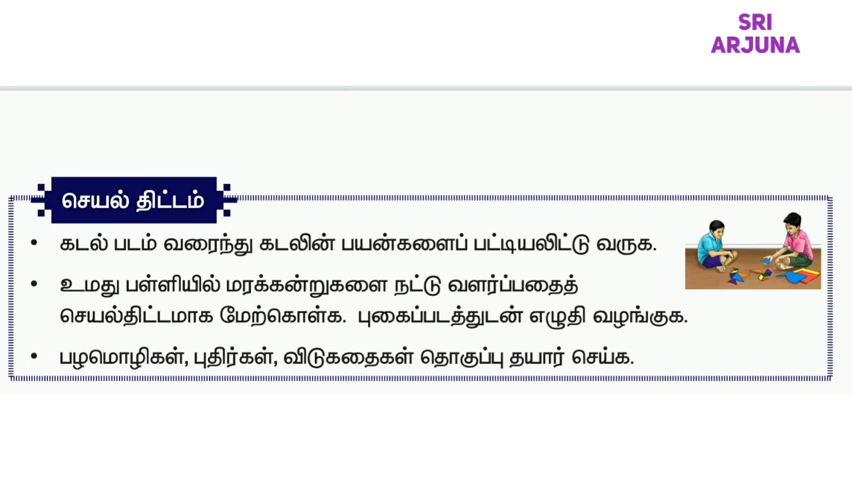 SRI
ARJUNA
செயல் திட்டம்
• கடல் படம் வரைந்து கடலின் பயன்களைப் பட்டியலிட்டு வருக.
• உமது பள்ளியில் மரக்கன்றுகளை நட்டு வளர்ப்பதைத்
செயல்திட்டமாக மேற்கொள்க. புகைப்படத்துடன் எழுதி வழங்குக.
• பழமொழிகள், புதிர்கள், விடுகதைகள் தொகுப்பு தயார் செய்க.